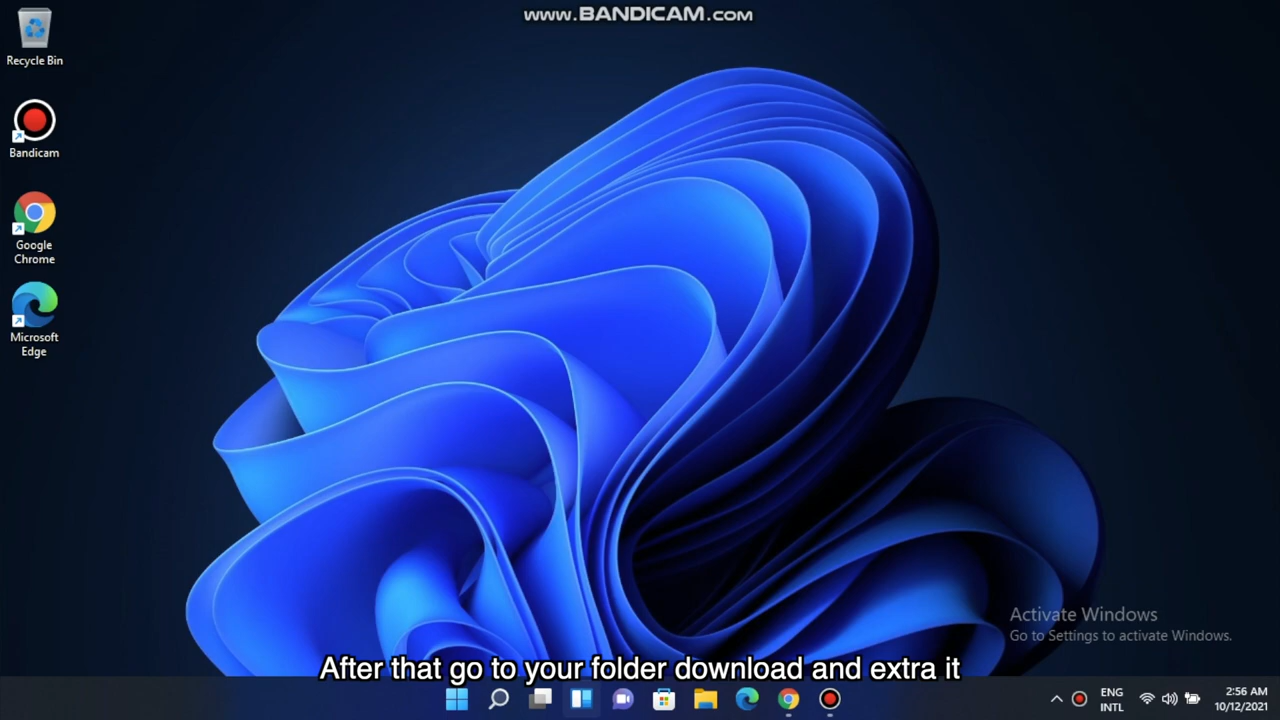 www.BANDICAM.com
Recycle Bin
Bandicam
Google
Chrome
Microsoft
Edge
Activate Windows
Go to Settings to activate Windows.
After that go to your folder download and extra it
ENG
INTL
2:56 AM
10/12/2021